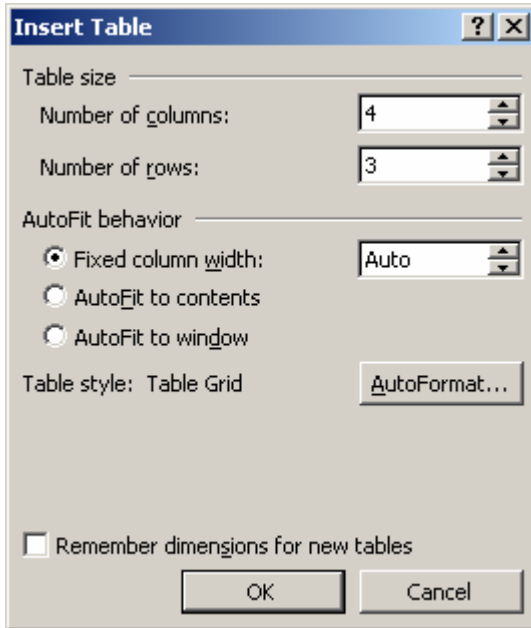 Insert Table ? X
Table size
Number of columns: 4
Number of rows: 3
AutoFit behavior
Fixed column width: Auto
AutoFit to contents
AutoFit to window
Table style: Table Grid AutoFormat...
Remember dimensions for new tables
OK Cancel